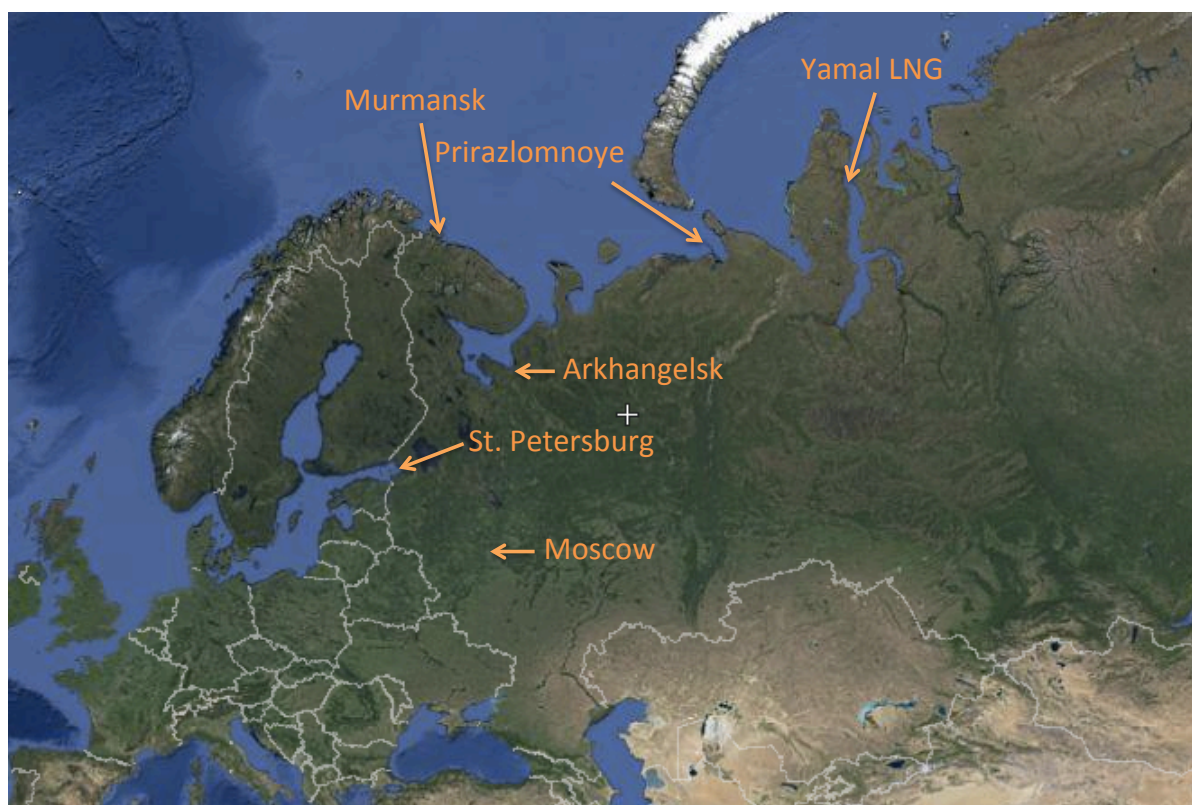 Yamal LNG
Murmansk
Prirazlomnoye
Arkhangelsk
St. Petersburg
Moscow